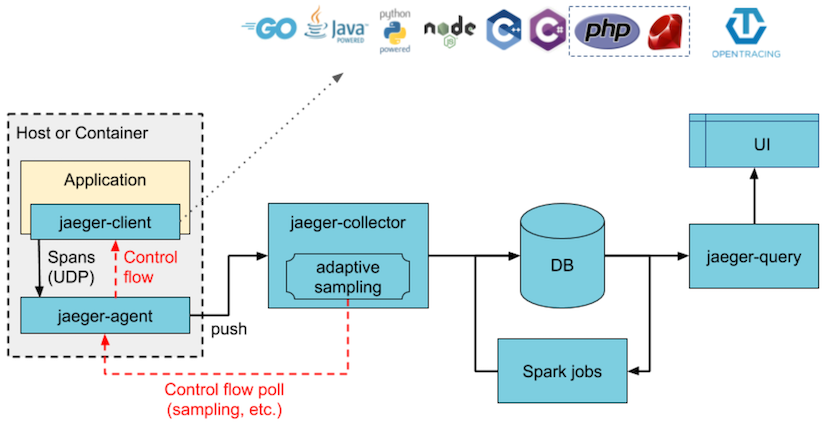 GO
Java
POWERED
python
powered
node
JS
C++
C#
php
OPENTRACING
Host or Container
Application
jaeger-client
Spans
(UDP)
Control
flow
jaeger-agent
push
jaeger-collector
adaptive
sampling
Control flow poll
(sampling, etc.)
DB
Spark jobs
jaeger-query
UI